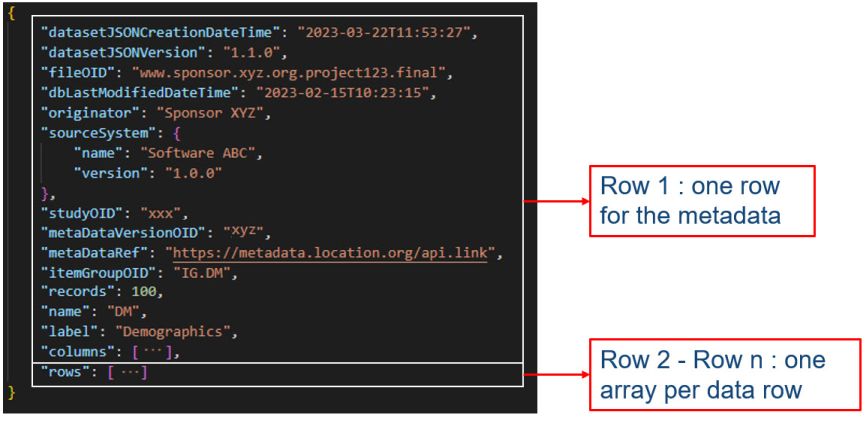 {
"datasetJSONCreationDateTime": "2023-03-22T11:53:27",
"datasetJSONVersion": "1.1.0",
"fileOID": "www.sponsor.xyz.org.project123.final",
"dbLastModifiedDateTime": "2023-02-15T10:23:15",
"originator": "Sponsor XYZ",
"sourceSystem": {
"name": "Software ABC",
"version": "1.0.0"
},
"studyOID": "xxx",
"metaDataVersionOID": "xyz",
"metaDataRef": "https://metadata.location.org/api.link",
"itemGroupOID": "IG.DM",
"records": 100,
"name": "DM",
"label": "Demographics",
"columns": [ ··· ],
"rows": [ ··· ]
}
Row 1 : one row
for the metadata
Row 2 - Row n : one
array per data row